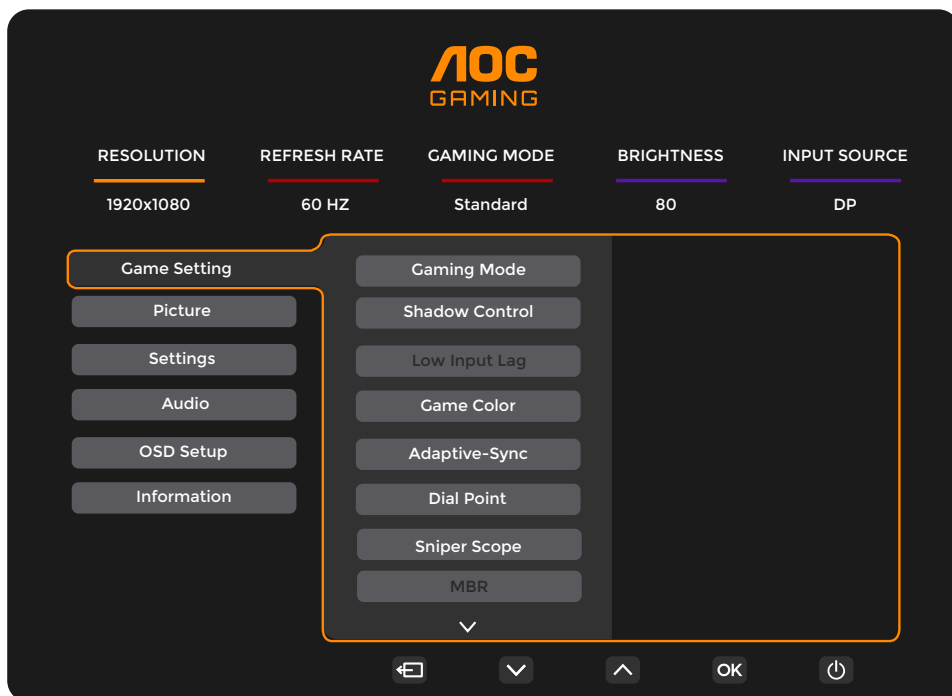 AOC
GAMING
RESOLUTION REFRESH RATE GAMING MODE BRIGHTNESS INPUT SOURCE
1920x1080 60 HZ Standard 80 DP
Game Setting
Picture
Settings
Audio
OSD Setup
Information
Gaming Mode
Shadow Control
Low Input Lag
Game Color
Adaptive-Sync
Dial Point
Sniper Scope
MBR
OK